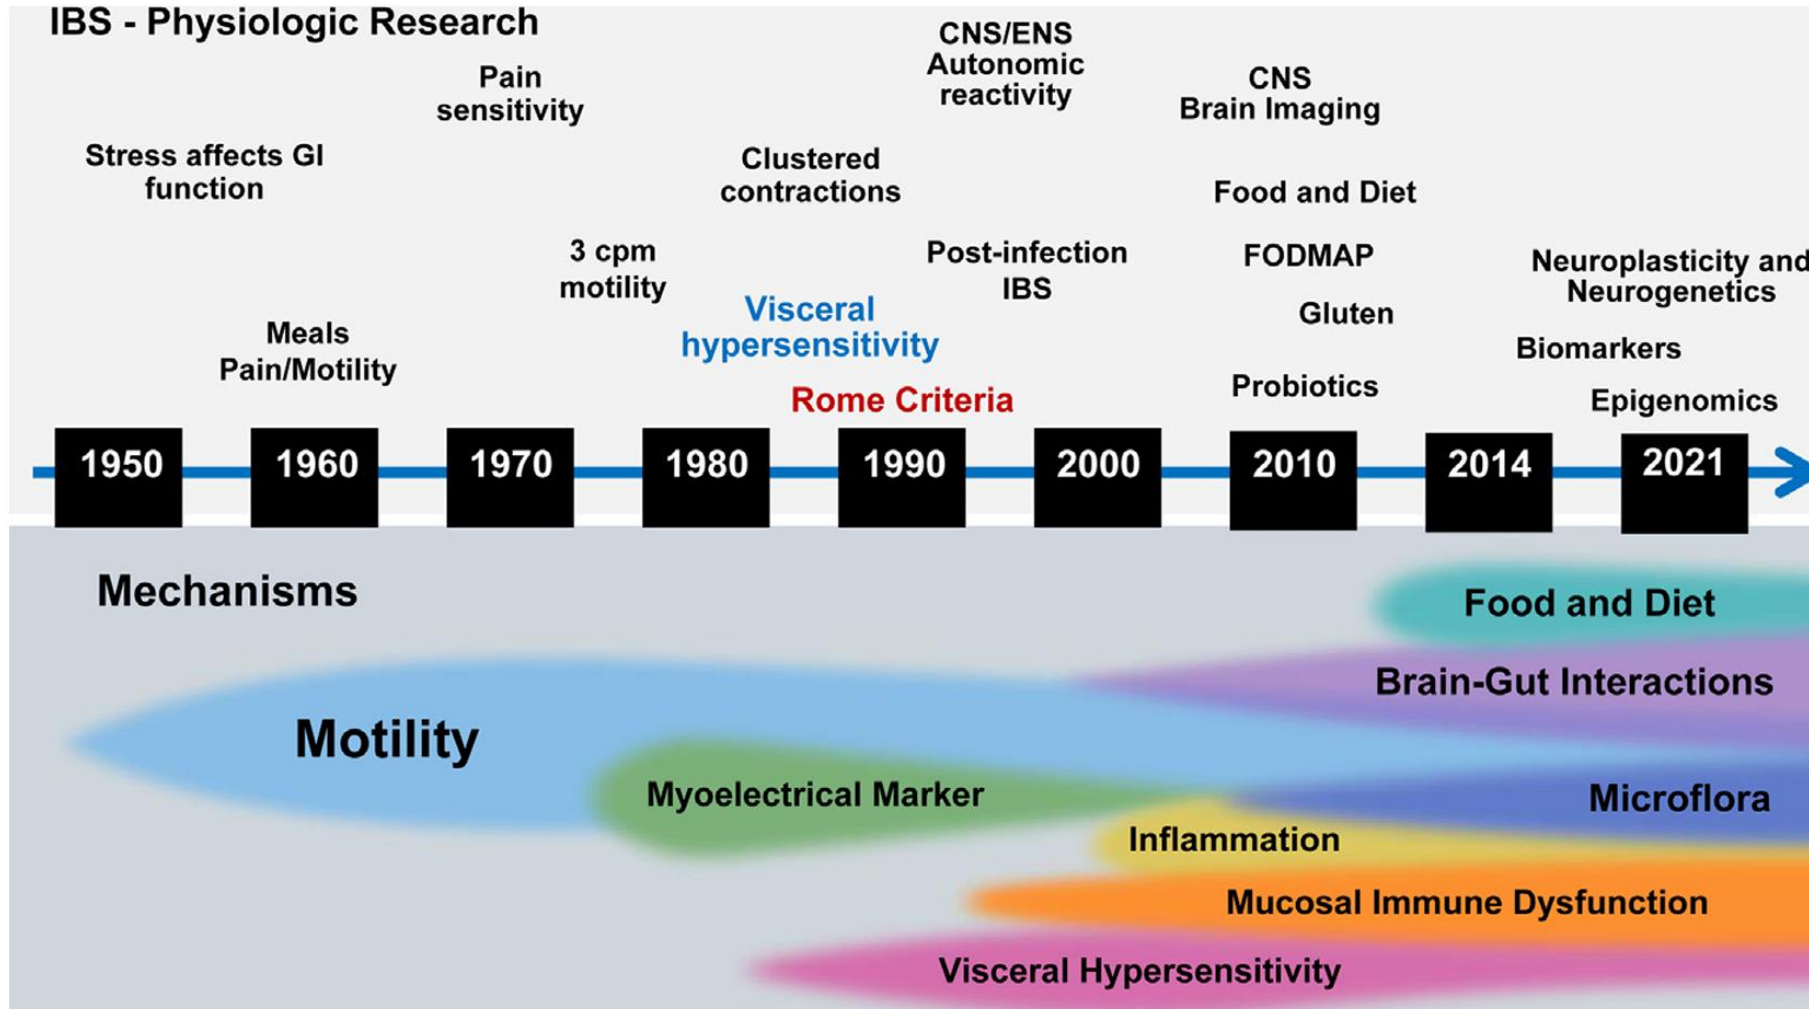 IBS - Physiologic Research
Stress affects GI
function
Meals
Pain/Motility
Pain
sensitivity
3 cpm
motility
Clustered
contractions
Visceral
hypersensitivity
Rome Criteria
CNS/ENS
Autonomic
reactivity
Post-infection
IBS
CNS
Brain Imaging
Food and Diet
FODMAP
Gluten
Probiotics
Neuroplasticity and
Neurogenetics
Biomarkers
Epigenomics
1950 1960 1970 1980 1990 2000 2010 2014 2021
Mechanisms
Food and Diet
Brain-Gut Interactions
Motility
Myoelectrical Marker
Microflora
Inflammation
Mucosal Immune Dysfunction
Visceral Hypersensitivity